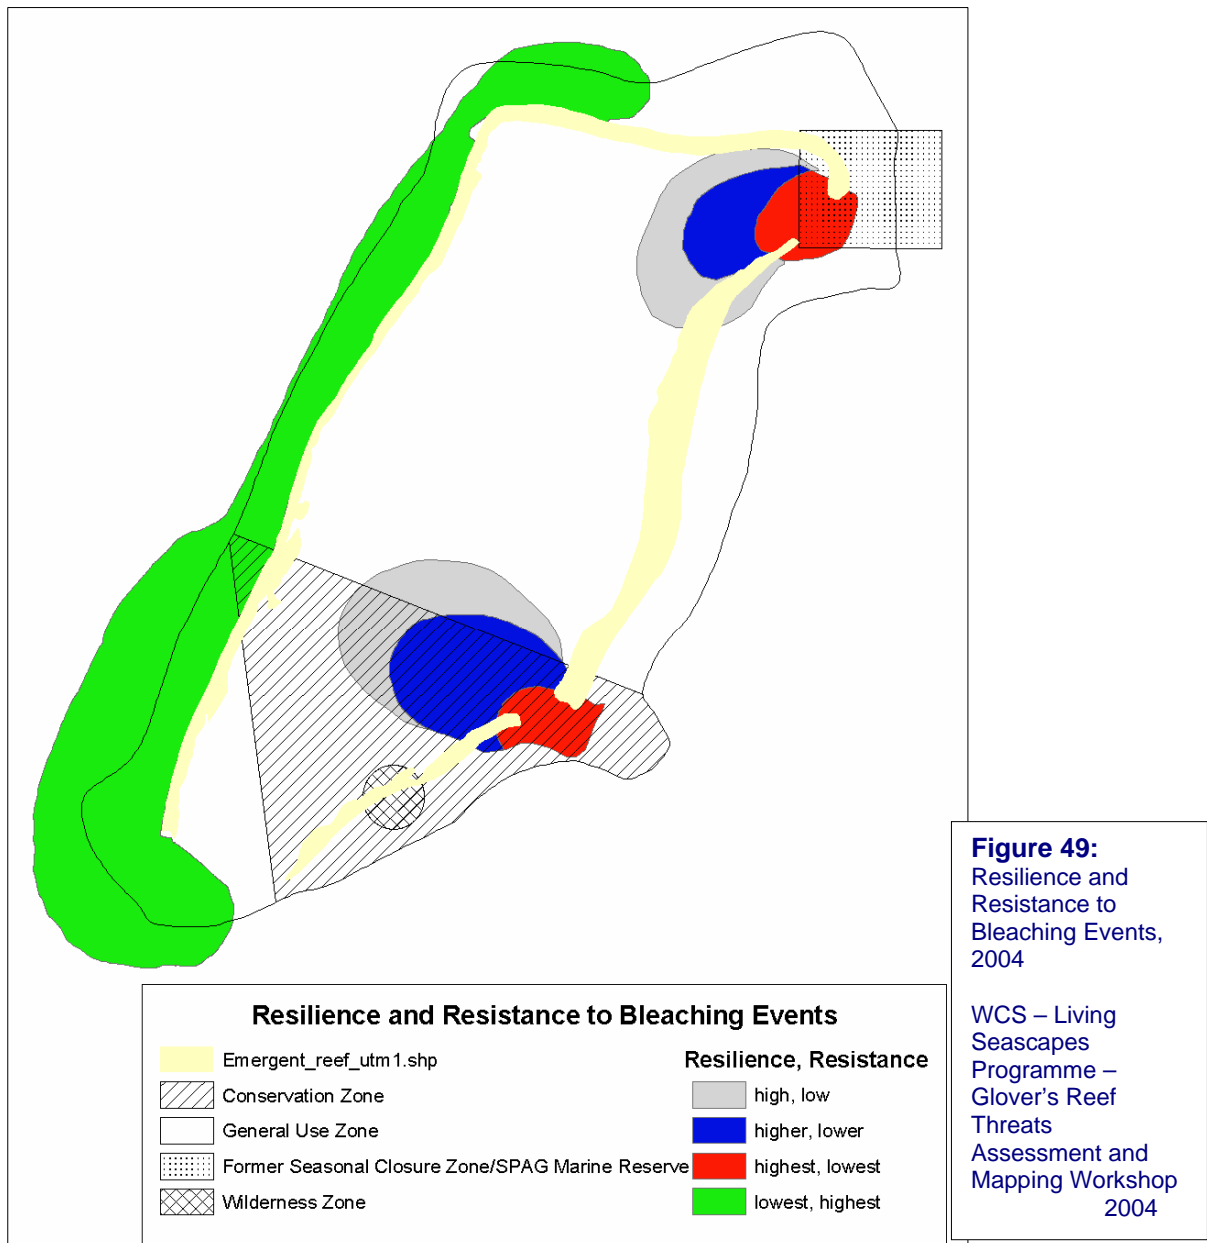 Resilience and Resistance to Bleaching Events
Emergent_reef_utm1.shp
Conservation Zone
General Use Zone
Former Seasonal Closure Zone/SPAG Marine Reserve
Wilderness Zone
Resilience, Resistance
high, low
higher, lower
highest, lowest
lowest, highest
Figure 49:
Resilience and
Resistance to
Bleaching Events,
2004
WCS – Living
Seascapes
Programme –
Glover's Reef
Threats
Assessment and
Mapping Workshop
2004